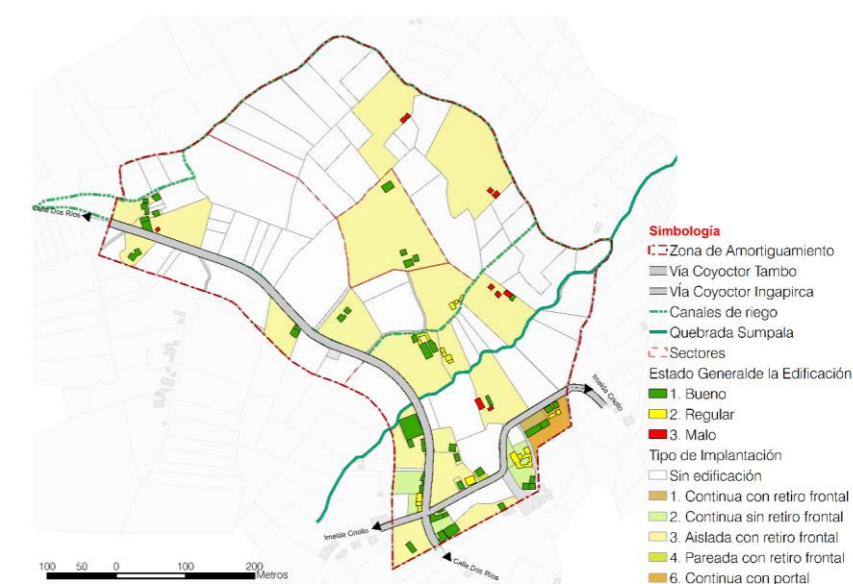 Calle Dos Ríos
Simbología
Zona de Amortiguamiento
Vía Coyoctor Tambo
VÍa Coyoctor Ingapirca
Canales de riego
Quebrada Sumpala
Sectores
Estado Generalde la Edificación
1. Bueno
2. Regular
3. Malo
Tipo de Implantación
Sin edificación
1. Continua con retiro frontal
2. Continua sin retiro frontal
3. Aislada con retiro frontal
4. Pareada con retiro frontal
6. Continua con portal
Imelda Criollo
Imelda Criollo
Calle Dos Ríos
100 50 0 100 200
Metros